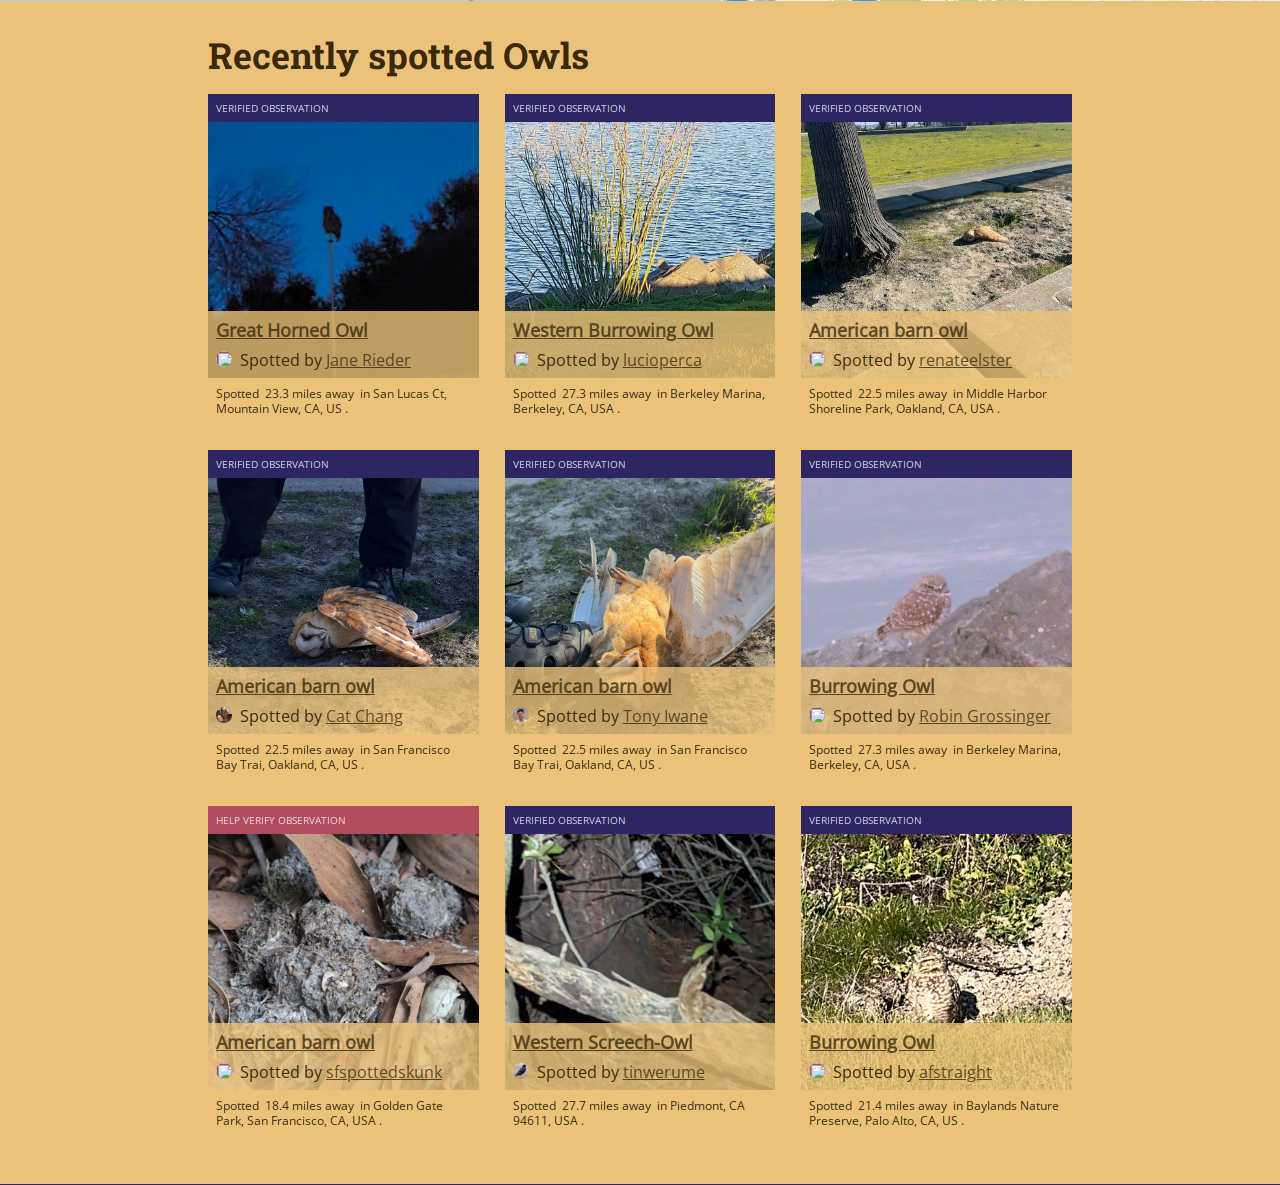 Recently spotted Owls
VERIFIED OBSERVATION
Great Horned Owl
Spotted by Jane Rieder
Spotted 23.3 miles away in San Lucas Ct,
Mountain View, CA, US .
VERIFIED OBSERVATION
Western Burrowing Owl
Spotted by lucioperca
Spotted 27.3 miles away in Berkeley Marina,
Berkeley, CA, USA .
VERIFIED OBSERVATION
American barn owl
Spotted by renateelster
Spotted 22.5 miles away in Middle Harbor
Shoreline Park, Oakland, CA, USA .
VERIFIED OBSERVATION
American barn owl
Spotted by Cat Chang
Spotted 22.5 miles away in San Francisco
Bay Trai, Oakland, CA, US .
VERIFIED OBSERVATION
American barn owl
Spotted by Tony Iwane
Spotted 22.5 miles away in San Francisco
Bay Trai, Oakland, CA, US .
VERIFIED OBSERVATION
Burrowing Owl
Spotted by Robin Grossinger
Spotted 27.3 miles away in Berkeley Marina,
Berkeley, CA, USA .
HELP VERIFY OBSERVATION
American barn owl
Spotted by sfspottedskunk
Spotted 18.4 miles away in Golden Gate
Park, San Francisco, CA, USA .
VERIFIED OBSERVATION
Western Screech-Owl
Spotted by tinwerume
Spotted 27.7 miles away in Piedmont, CA
94611, USA .
VERIFIED OBSERVATION
Burrowing Owl
Spotted by afstraight
Spotted 21.4 miles away in Baylands Nature
Preserve, Palo Alto, CA, US .